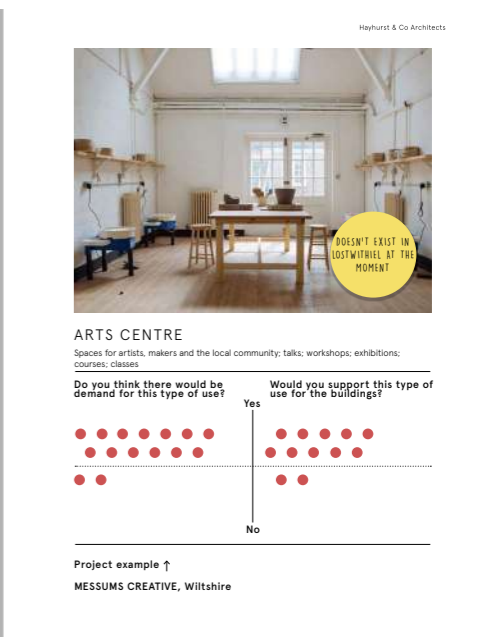 Hayhurst & Co Architects
DOESN'T EXIST IN
LOSTWITHIEL AT THE
MOMENT
ARTS CENTRE
Spaces for artists, makers and the local community; talks; workshops; exhibitions;
courses; classes
Do you think there would be
demand for this type of use?
Would you support this type of
use for the buildings?
Yes
No
Project example ↑
MESSUMS CREATIVE, Wiltshire